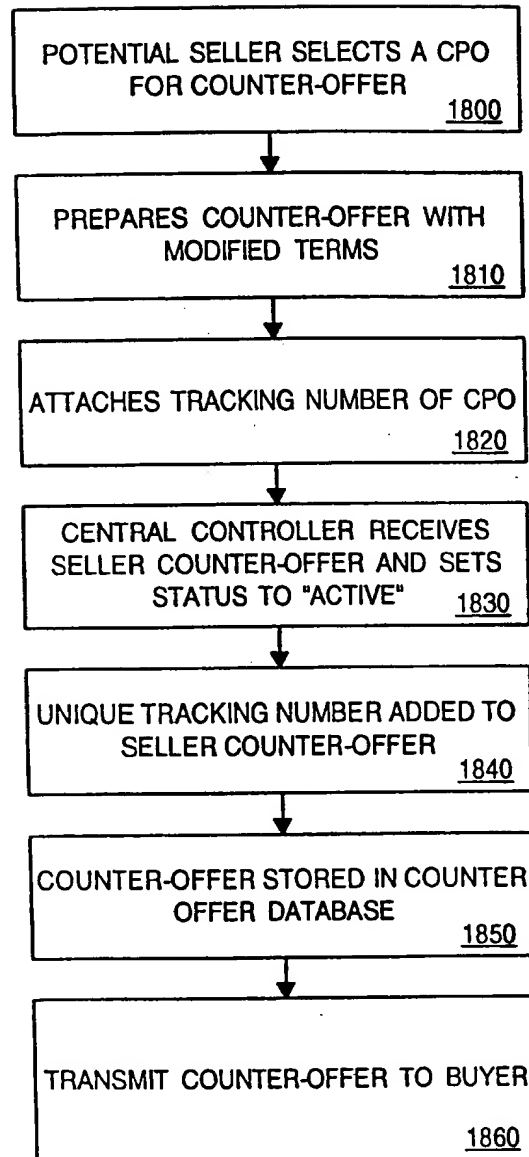 POTENTIAL SELLER SELECTS A CPO
FOR COUNTER-OFFER
1800
PREPARES COUNTER-OFFER WITH
MODIFIED TERMS
1810
ATTACHES TRACKING NUMBER OF CPO
1820
CENTRAL CONTROLLER RECEIVES
SELLER COUNTER-OFFER AND SETS
STATUS TO "ACTIVE"
1830
UNIQUE TRACKING NUMBER ADDED TO
SELLER COUNTER-OFFER
1840
COUNTER-OFFER STORED IN COUNTER
OFFER DATABASE
1850
TRANSMIT COUNTER-OFFER TO BUYER
1860